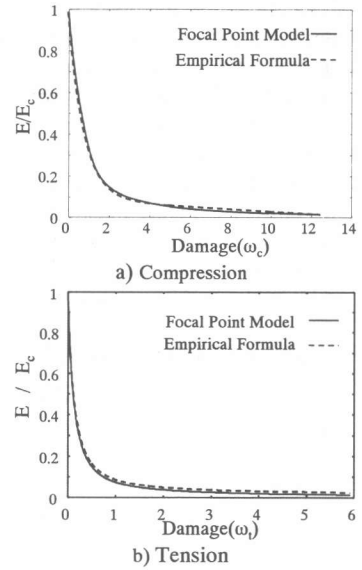 1
0.8
0.6
0.4
0.2
0
E/E_c
Focal Point Model
Empirical Formula
0 2 4 6 8 10 12 14
Damage(ω_c)
a) Compression
1
0.8
0.6
0.4
0.2
0
E / E_c
Focal Point Model
Empirical Formula
0 1 2 3 4 5 6
Damage(ω_t)
b) Tension